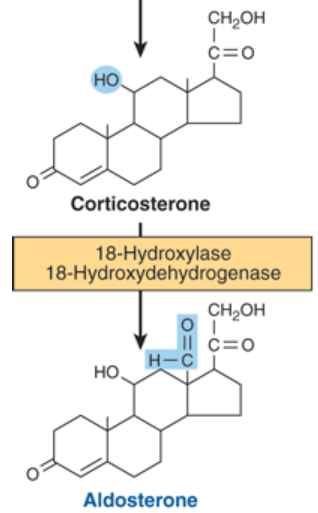 CH₂OH
C=O
HO
O
Corticosterone
18-Hydroxylase
18-Hydroxydehydrogenase
CH₂OH
O
C=O
H–C
HO
O
Aldosterone